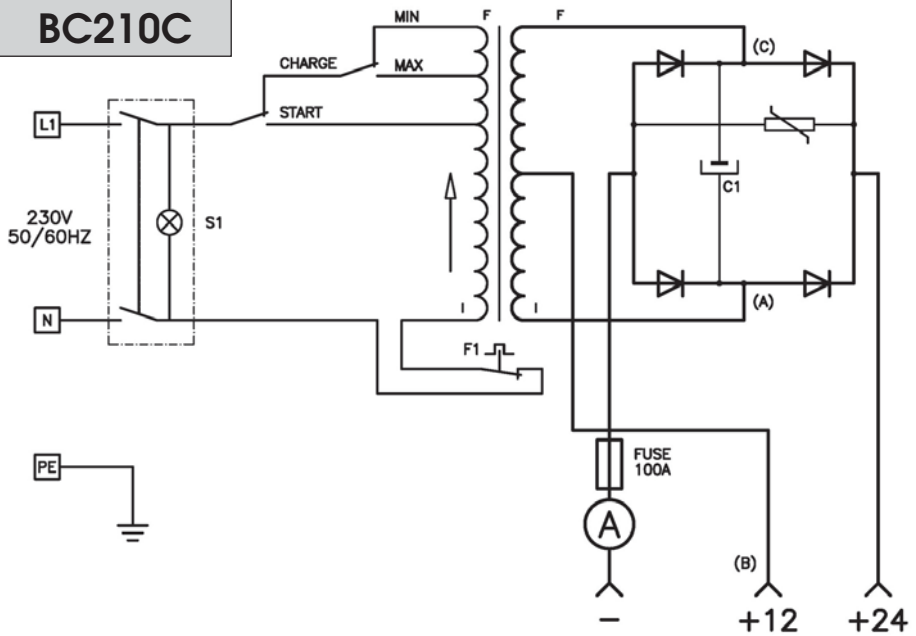 BC210C
MIN
F
F
(C)
CHARGE
MAX
START
L1
C1
230V
50/60HZ
S1
(A)
N
I
I
F1
PE
FUSE
100A
A
(B)
-
+12
+24